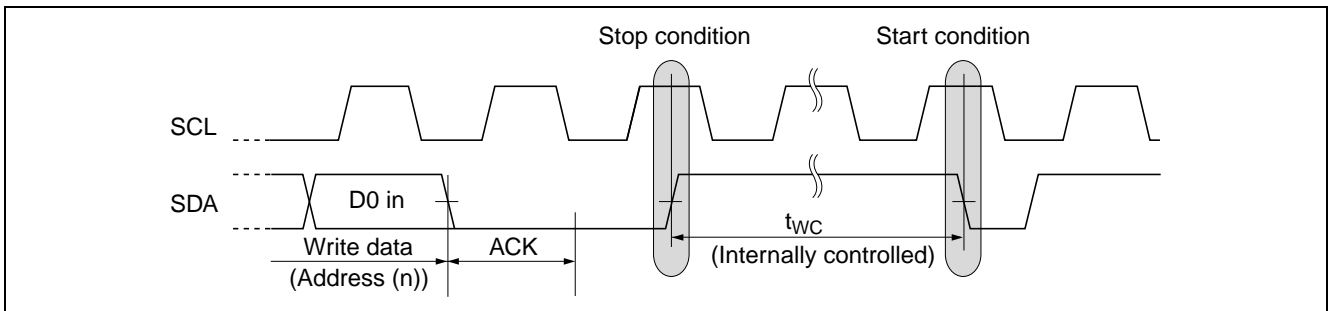 Stop condition
Start condition
SCL
SDA
D0 in
Write data
(Address (n))
ACK
tWC
(Internally controlled)